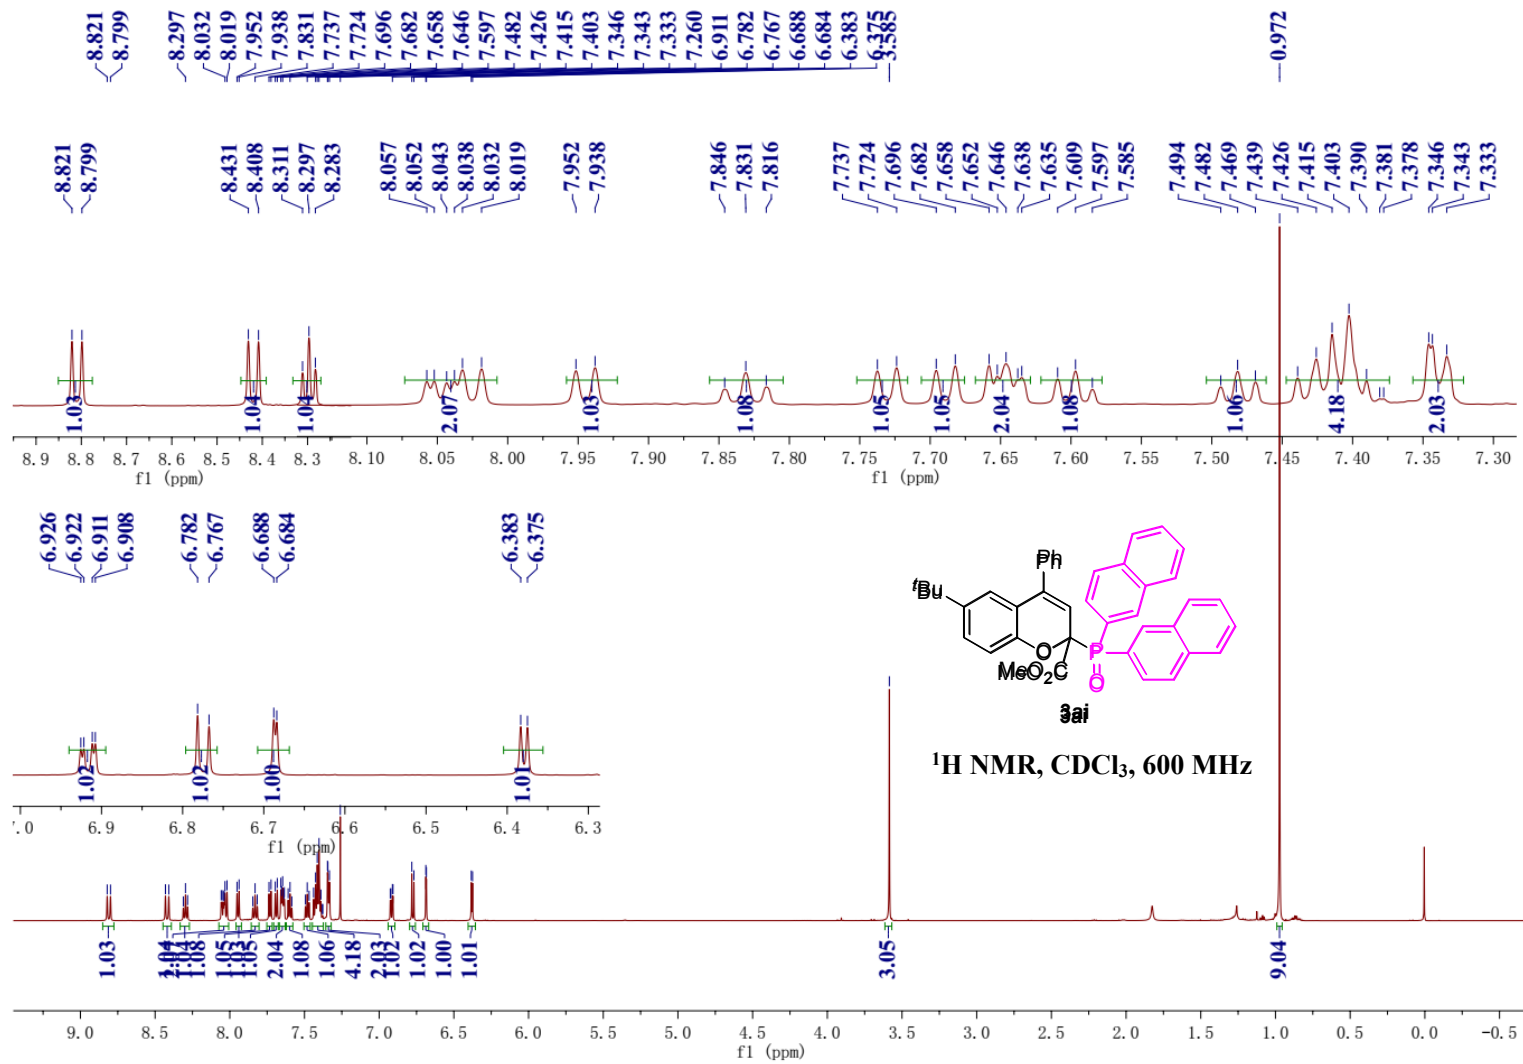 8.821 8.799 8.297 8.032 8.019 7.952 7.938 7.831 7.737 7.724 7.696 7.682 7.658 7.646 7.597 7.482 7.426 7.415 7.403 7.346 7.343 7.333 7.260 6.911 6.782 6.767 6.688 6.684 6.383 6.375 3.585 0.972
8.821 8.799 8.431 8.408 8.311 8.297 8.283 8.057 8.052 8.043 8.038 8.032 8.019 7.952 7.938 7.846 7.831 7.816 7.737 7.724 7.696 7.682 7.658 7.652 7.646 7.638 7.635 7.609 7.597 7.585 7.494 7.482 7.469 7.439 7.426 7.415 7.403 7.390 7.381 7.378 7.346 7.343 7.333
1.03 1.04 1.04 2.07 1.03 1.08 1.05 1.05 2.04 1.08 1.06 4.18 2.03
8.9 8.8 8.7 8.6 8.5 8.4 8.3 8.10 8.05 8.00 7.95 7.90 7.85 7.80 7.75 7.70 7.65 7.60 7.55 7.50 7.45 7.40 7.35 7.30
f1 (ppm) f1 (ppm)
6.926 6.922 6.911 6.908 6.782 6.767 6.688 6.684 6.383 6.375
1.02 1.02 1.00 1.01
7.0 6.9 6.8 6.7 6.6 6.5 6.4 6.3
f1 (ppm)
Ph
tBu
O P
MeO2C O
3ai
1H NMR, CDCl3, 600 MHz
1.03 1.04 2.07 1.04 1.08 1.05 1.03 1.05 2.04 1.08 1.06 4.18 2.03 1.02 1.02 1.00 1.01 3.05 9.04
9.0 8.5 8.0 7.5 7.0 6.5 6.0 5.5 5.0 4.5 4.0 3.5 3.0 2.5 2.0 1.5 1.0 0.5 0.0 -0.5
f1 (ppm)